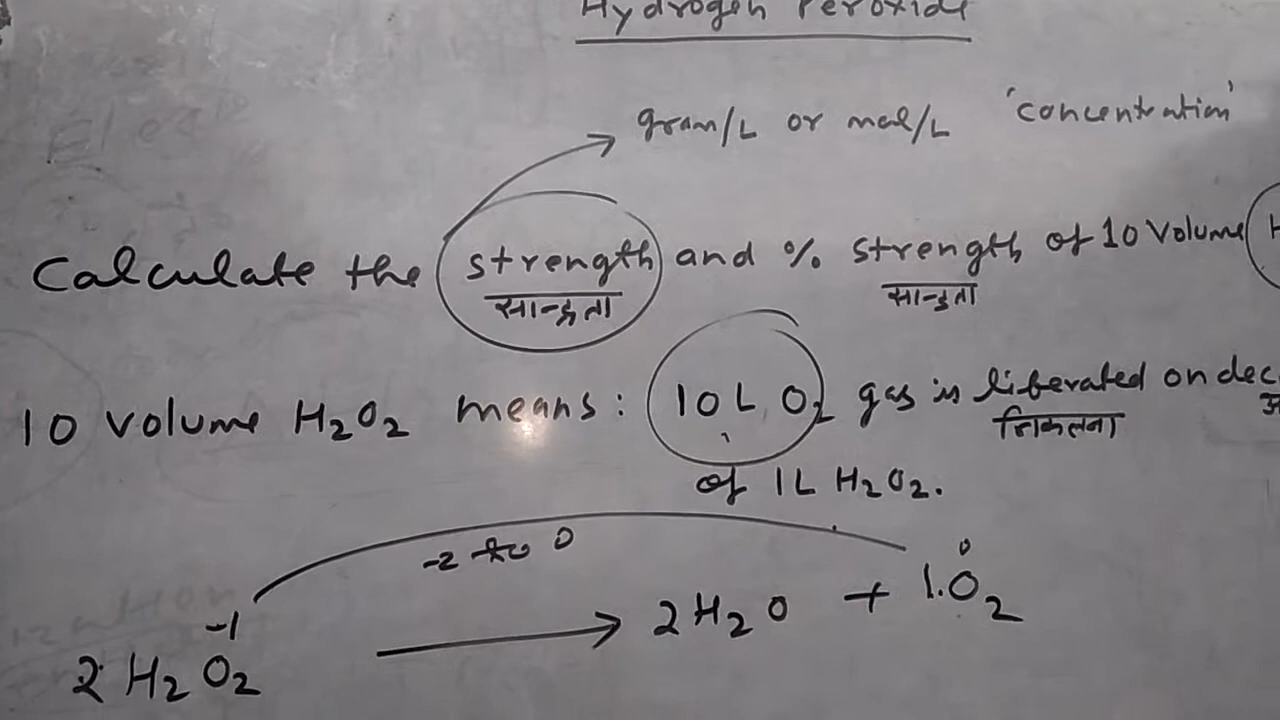 Hydrogen Peroxide
gram/L or mol/L 'concentration'
Calculate the strength and % strength of 10 Volume H
सान्द्रता सान्द्रता
10 Volume H₂O₂ means: 10 L O₂ gas is liberated on dec
निकलना
of 1L H₂O₂.
-2 to 0
-1 0
2 H₂O₂ → 2H₂O + 1.O₂